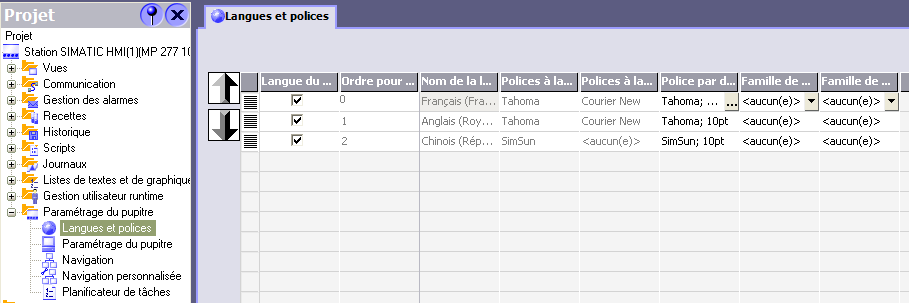 Projet
Projet
Station SIMATIC HMI(1)(MP 277 10
Vues
Communication
Gestion des alarmes
Recettes
Historique
Scripts
Journaux
Listes de textes et de graphique
Gestion utilisateur runtime
Paramétrage du pupitre
Langues et polices
Paramétrage du pupitre
Navigation
Navigation personnalisée
Planificateur de tâches
Langues et polices
Langue du ... Ordre pour ... Nom de la l... Polices à la... Polices à la... Police par d... Famille de ... Famille de ...
0 Français (Fra... Tahoma Courier New Tahoma; ... ... <aucun(e)> <aucun(e)>
1 Anglais (Roy... Tahoma Courier New Tahoma; 10pt <aucun(e)> <aucun(e)>
2 Chinois (Rép... SimSun <aucun(e)> SimSun; 10pt <aucun(e)> <aucun(e)>